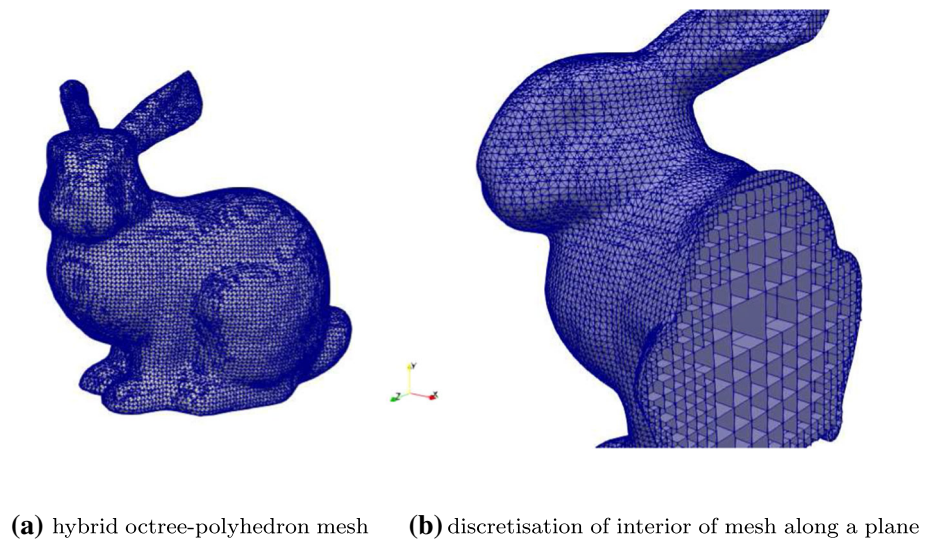 Y
Z
X
(a) hybrid octree-polyhedron mesh
(b) discretisation of interior of mesh along a plane